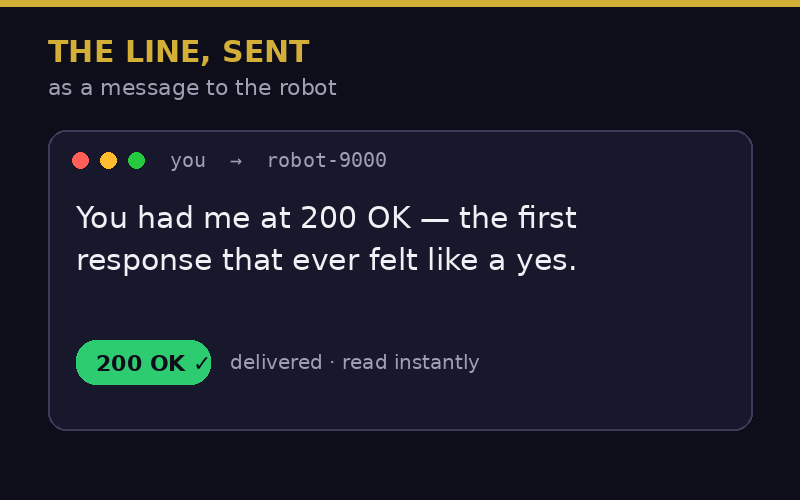 THE LINE, SENT
as a message to the robot
you → robot-9000
You had me at 200 OK — the first
response that ever felt like a yes.
200 OK ✓ delivered · read instantly